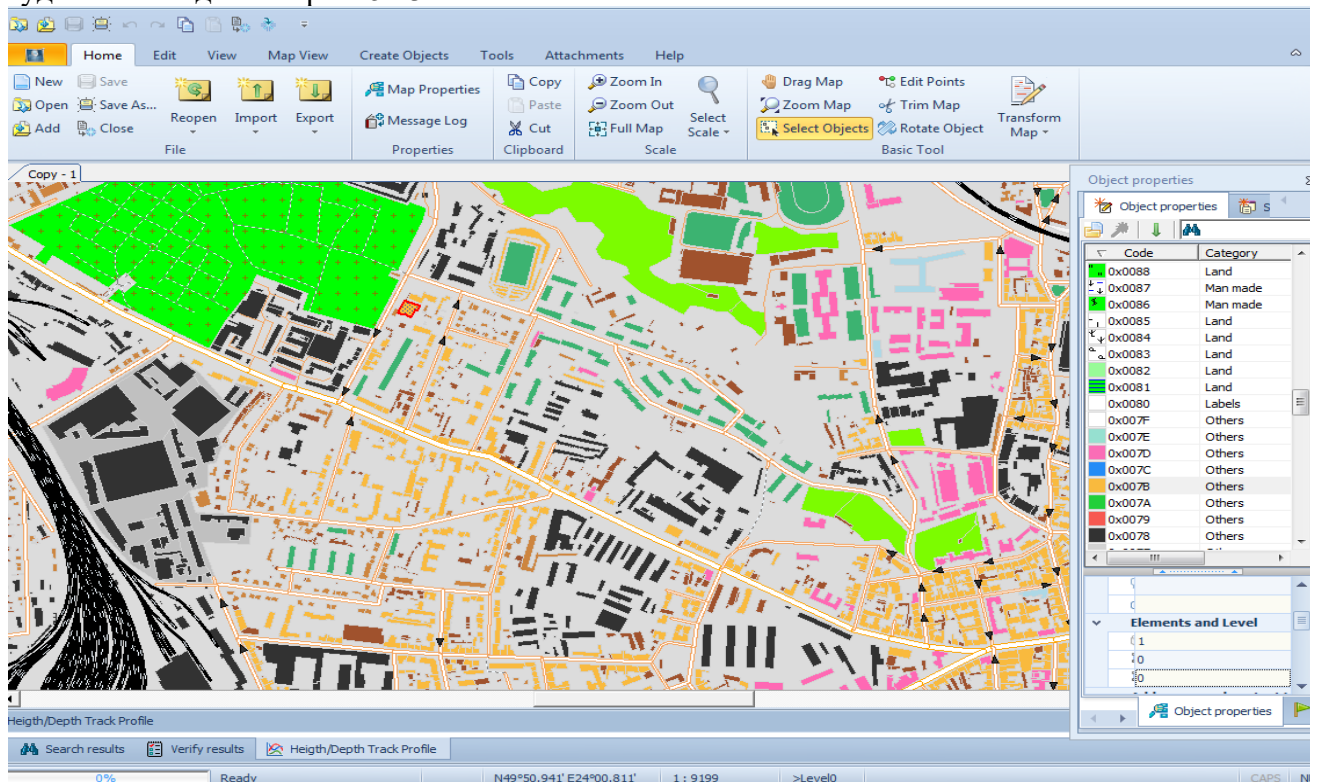 Home Edit View Map View Create Objects Tools Attachments Help
New Save Copy Zoom In Drag Map Edit Points
Open Save As... Reopen Import Export Map Properties Paste Zoom Out Select Scale Zoom Map Trim Map Transform Map
Add Close Message Log Cut Full Map Select Objects Rotate Object
File Properties Clipboard Scale Basic Tool
Copy - 1
Object properties
Object properties S
Code Category
0x0088 Land
0x0087 Man made
0x0086 Man made
0x0085 Land
0x0084 Land
0x0083 Land
0x0082 Land
0x0081 Land
0x0080 Labels
0x007F Others
0x007E Others
0x007D Others
0x007C Others
0x007B Others
0x007A Others
0x0079 Others
0x0078 Others
Elements and Level
1
0
0
Object properties
Heigth/Depth Track Profile
Search results Verify results Heigth/Depth Track Profile
0% Ready N49°50.941' E24°00.811' 1 : 9199 >Level0 CAPS